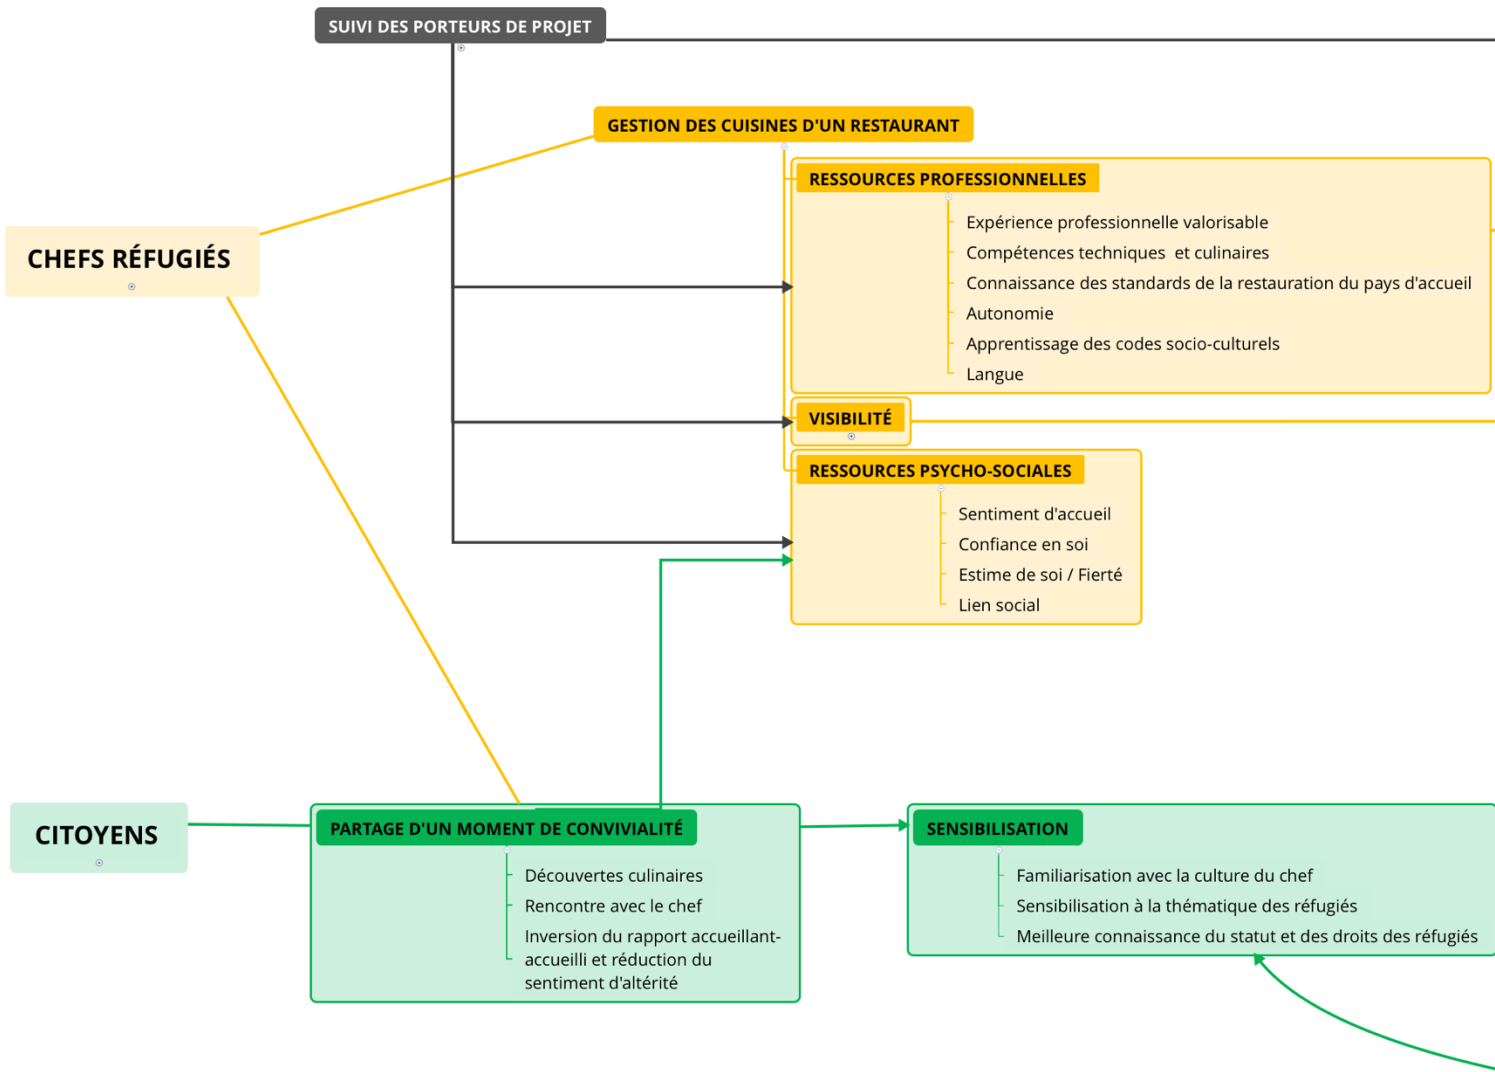 SUIVI DES PORTEURS DE PROJET
GESTION DES CUISINES D'UN RESTAURANT
RESSOURCES PROFESSIONNELLES
Expérience professionnelle valorisable
Compétences techniques  et culinaires
Connaissance des standards de la restauration du pays d'accueil
Autonomie
Apprentissage des codes socio-culturels
Langue
CHEFS RÉFUGIÉS
VISIBILITÉ
RESSOURCES PSYCHO-SOCIALES
Sentiment d'accueil
Confiance en soi
Estime de soi / Fierté
Lien social
CITOYENS
PARTAGE D'UN MOMENT DE CONVIVIALITÉ
Découvertes culinaires
Rencontre avec le chef
Inversion du rapport accueillant-
accueilli et réduction du
sentiment d'altérité
SENSIBILISATION
Familiarisation avec la culture du chef
Sensibilisation à la thématique des réfugiés
Meilleure connaissance du statut et des droits des réfugiés